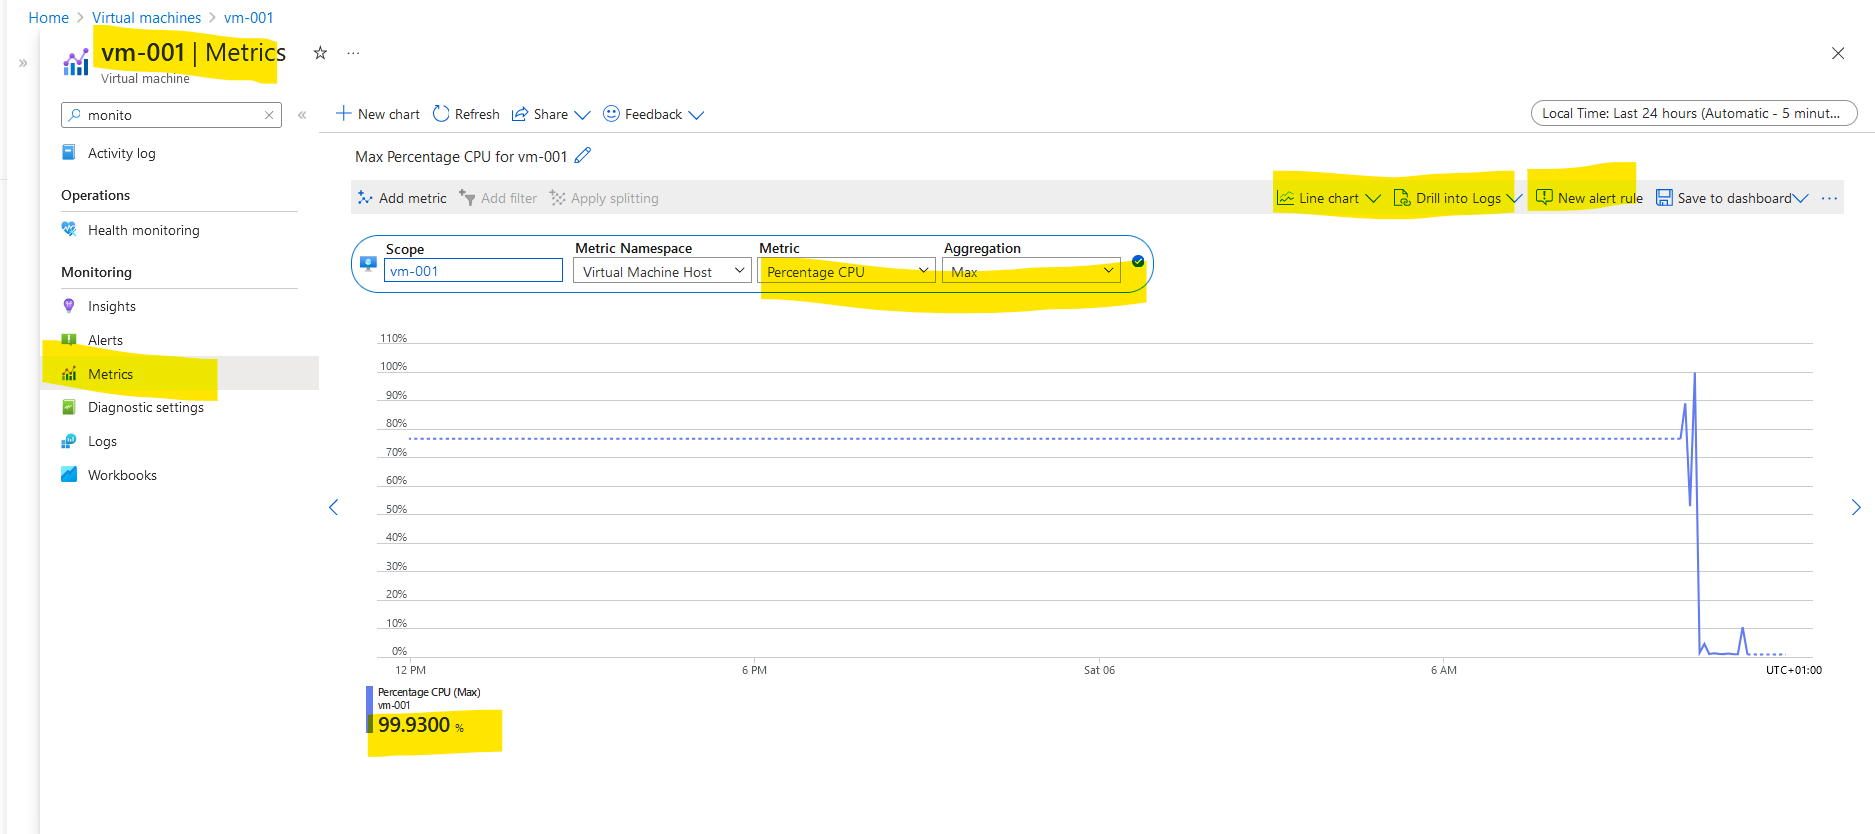 Home > Virtual machines > vm-001
vm-001 | Metrics
Virtual machine
monito
Activity log
Operations
Health monitoring
Monitoring
Insights
Alerts
Metrics
Diagnostic settings
Logs
Workbooks
New chart Refresh Share Feedback
Local Time: Last 24 hours (Automatic - 5 minut...
Max Percentage CPU for vm-001
Add metric Add filter Apply splitting Line chart Drill into Logs New alert rule Save to dashboard
Scope Metric Namespace Metric Aggregation
vm-001 Virtual Machine Host Percentage CPU Max
110%
100%
90%
80%
70%
60%
50%
40%
30%
20%
10%
0%
12 PM 6 PM Sat 06 6 AM UTC+01:00
Percentage CPU (Max)
vm-001
99.9300 %